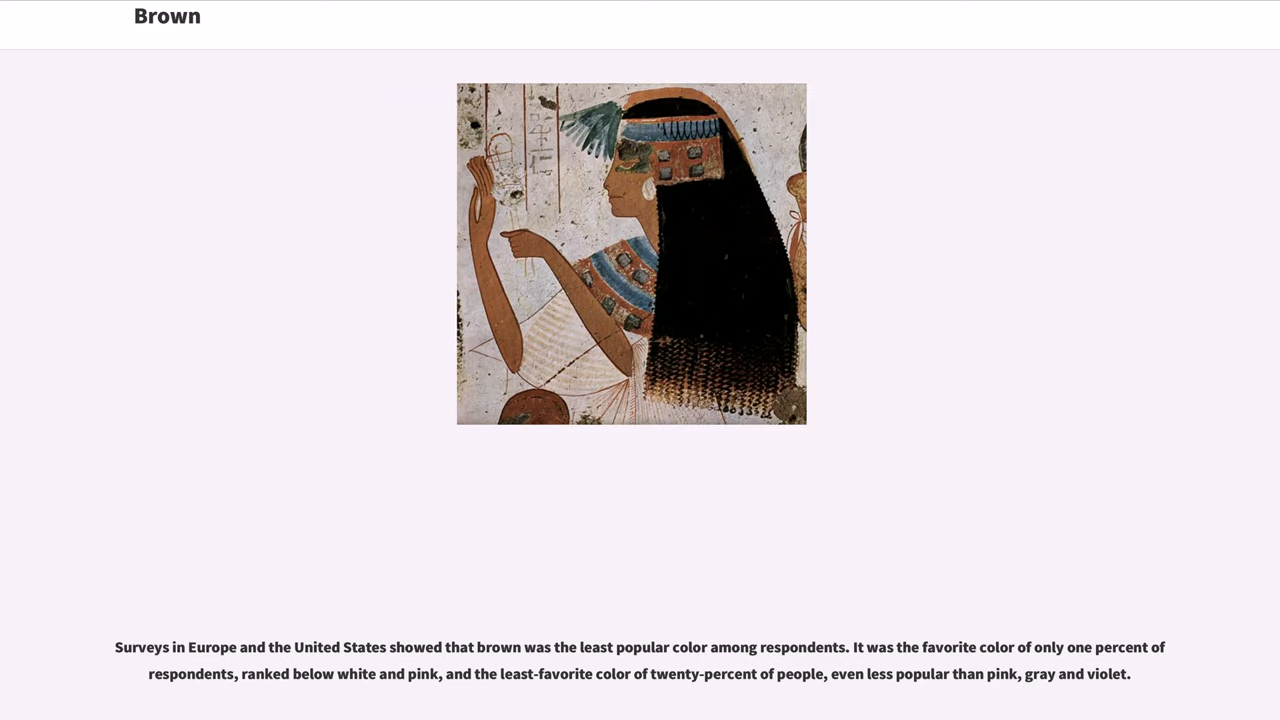 Brown
Surveys in Europe and the United States showed that brown was the least popular color among respondents. It was the favorite color of only one percent of
respondents, ranked below white and pink, and the least-favorite color of twenty-percent of people, even less popular than pink, gray and violet.